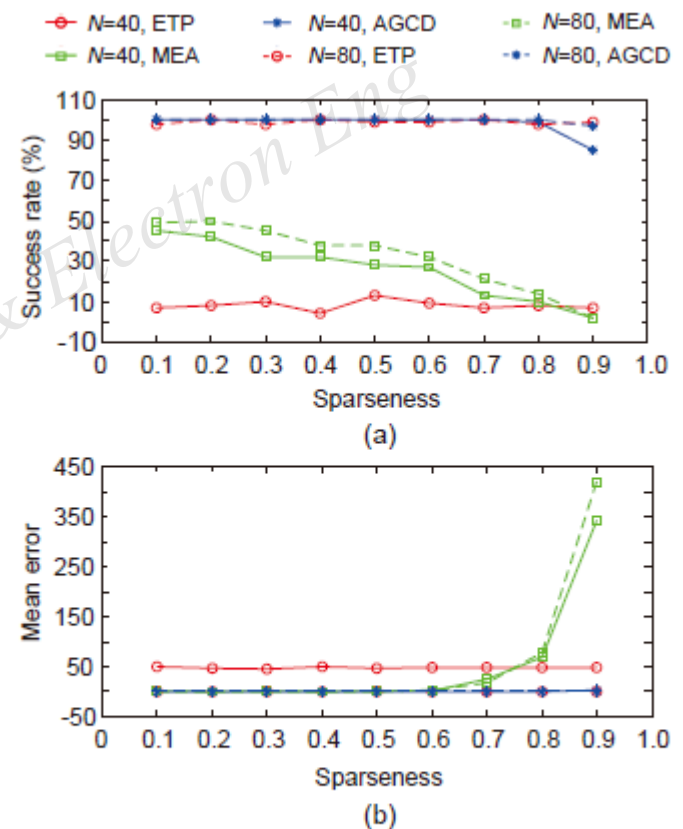 N=40, ETP N=40, AGCD N=80, MEA
N=40, MEA N=80, ETP N=80, AGCD
& Electron Eng
Success rate (%)
110
90
70
50
30
10
-10
0 0.1 0.2 0.3 0.4 0.5 0.6 0.7 0.8 0.9 1.0
Sparseness
(a)
Mean error
450
350
250
150
50
-50
0 0.1 0.2 0.3 0.4 0.5 0.6 0.7 0.8 0.9 1.0
Sparseness
(b)